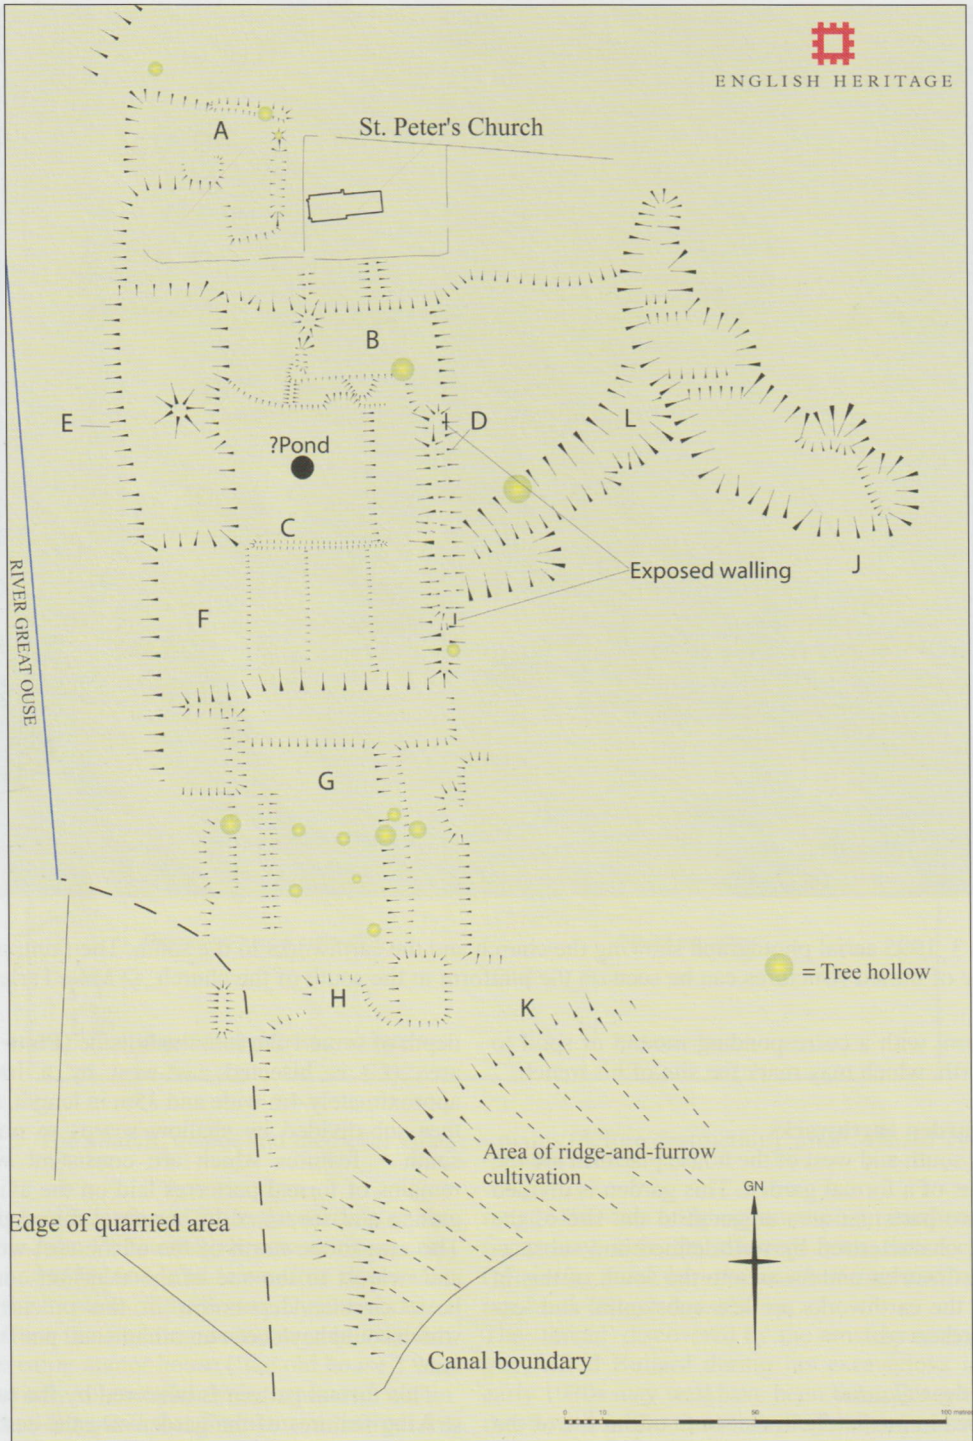 ENGLISH HERITAGE
A
St. Peter's Church
B
E
D
L
?Pond
C
Exposed walling
J
F
RIVER GREAT OUSE
G
= Tree hollow
H
K
Area of ridge-and-furrow
cultivation
GN
Edge of quarried area
Canal boundary
0
50
100 metres